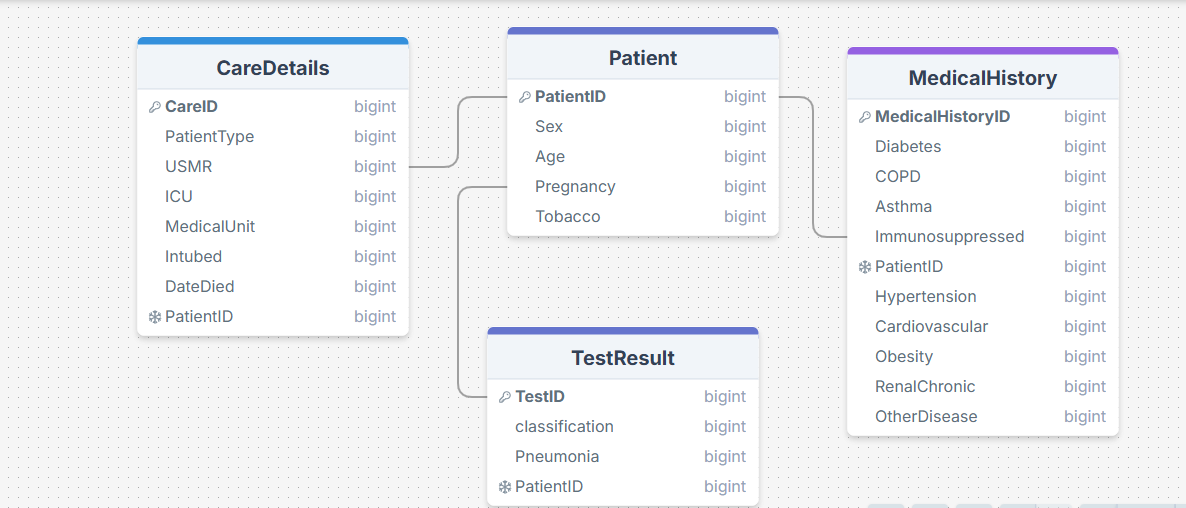 CareDetails
CareID bigint
PatientType bigint
USMR bigint
ICU bigint
MedicalUnit bigint
Intubed bigint
DateDied bigint
PatientID bigint
Patient
PatientID bigint
Sex bigint
Age bigint
Pregnancy bigint
Tobacco bigint
MedicalHistory
MedicalHistoryID bigint
Diabetes bigint
COPD bigint
Asthma bigint
Immunosuppressed bigint
PatientID bigint
Hypertension bigint
Cardiovascular bigint
Obesity bigint
RenalChronic bigint
OtherDisease bigint
TestResult
TestID bigint
classification bigint
Pneumonia bigint
PatientID bigint